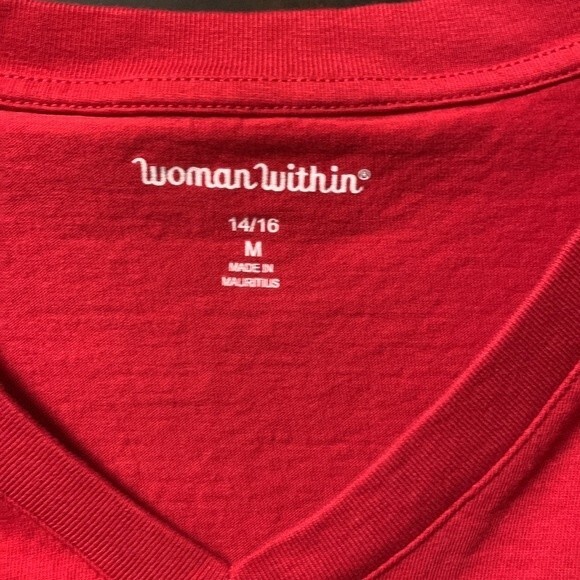 woman within®
14/16
M
MADE IN
MAURITIUS